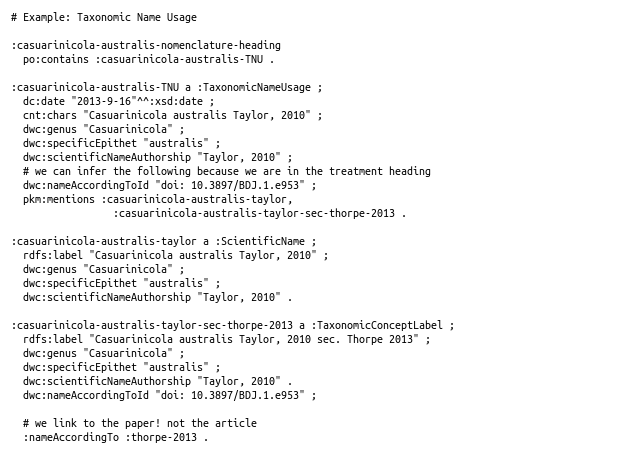 # Example: Taxonomic Name Usage

:casuarinicola-australis-nomenclature-heading
  po:contains :casuarinicola-australis-TNU .

:casuarinicola-australis-TNU a :TaxonomicNameUsage ;
  dc:date "2013-9-16"^^:xsd:date ;
  cnt:chars "Casuarinicola australis Taylor, 2010" ;
  dwc:genus "Casuarinicola" ;
  dwc:specificEpithet "australis" ;
  dwc:scientificNameAuthorship "Taylor, 2010" ;
  # we can infer the following because we are in the treatment heading
  dwc:nameAccordingToId "doi: 10.3897/BDJ.1.e953" ;
  pkm:mentions :casuarinicola-australis-taylor,
                 :casuarinicola-australis-taylor-sec-thorpe-2013 .

:casuarinicola-australis-taylor a :ScientificName ;
  rdfs:label "Casuarinicola australis Taylor, 2010" ;
  dwc:genus "Casuarinicola" ;
  dwc:specificEpithet "australis" ;
  dwc:scientificNameAuthorship "Taylor, 2010" .

:casuarinicola-australis-taylor-sec-thorpe-2013 a :TaxonomicConceptLabel ;
  rdfs:label "Casuarinicola australis Taylor, 2010 sec. Thorpe 2013" ;
  dwc:genus "Casuarinicola" ;
  dwc:specificEpithet "australis" ;
  dwc:scientificNameAuthorship "Taylor, 2010" .
  dwc:nameAccordingToId "doi: 10.3897/BDJ.1.e953" ;

  # we link to the paper! not the article
  :nameAccordingTo :thorpe-2013 .